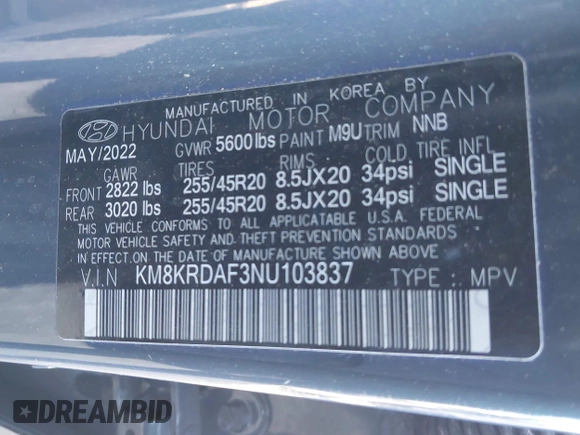 MANUFACTURED IN KOREA BY
HYUNDAI MOTOR COMPANY
MAY/2022 GVWR 5600lbs PAINT M9U TRIM NNB
GAWR TIRES RIMS COLD TIRE INFL
FRONT 2822 lbs 255/45R20 8.5JX20 34psi SINGLE
REAR 3020 lbs 255/45R20 8.5JX20 34psi SINGLE
THIS VEHICLE CONFORMS TO ALL APPLICABLE U.S.A. FEDERAL
MOTOR VEHICLE SAFETY AND THEFT PREVENTION STANDARDS
IN EFFECT ON THE DATE OF MANUFACTURE SHOWN ABOVE.
V.I.N KM8KRDAF3NU103837 TYPE : MPV
DREAMBID